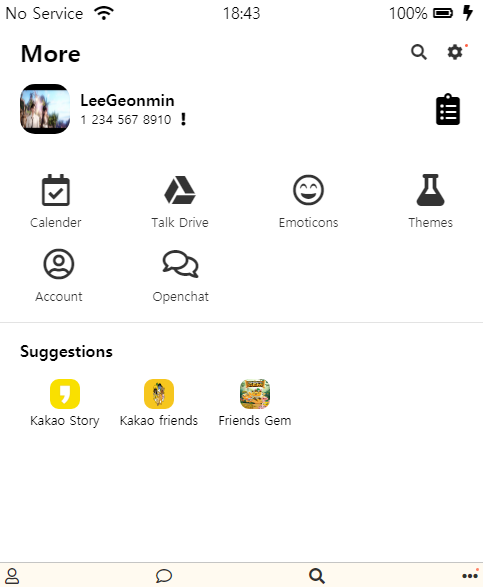 No Service 18:43 100%
More
LeeGeonmin
1 234 567 8910
Calender Talk Drive Emoticons Themes
Account Openchat
Suggestions
Kakao Story Kakao friends Friends Gem